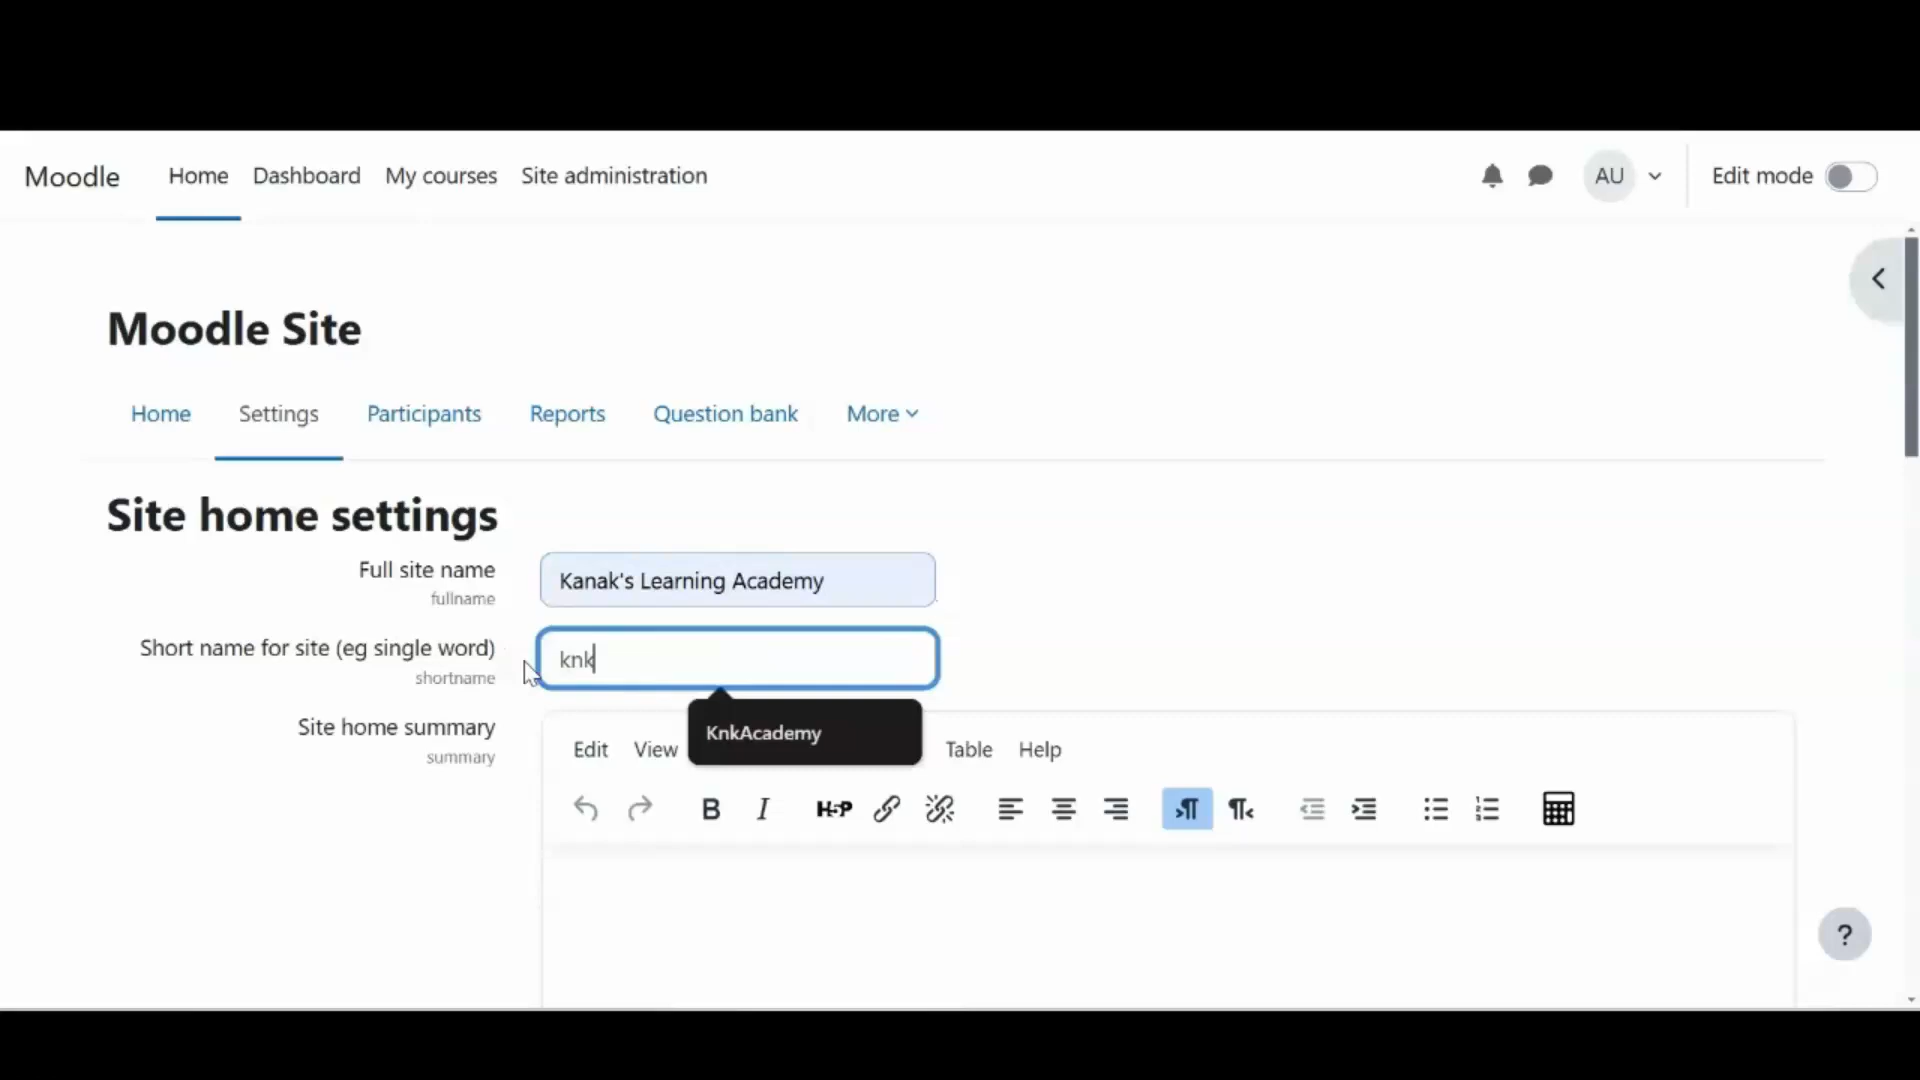 Moodle Home Dashboard My courses Site administration AU Edit mode
Moodle Site
Home Settings Participants Reports Question bank More
Site home settings
Full site name Kanak's Learning Academy
fullname
Short name for site (eg single word) knk
shortname
Site home summary KnkAcademy
summary Edit View Table Help
B I H5P
?